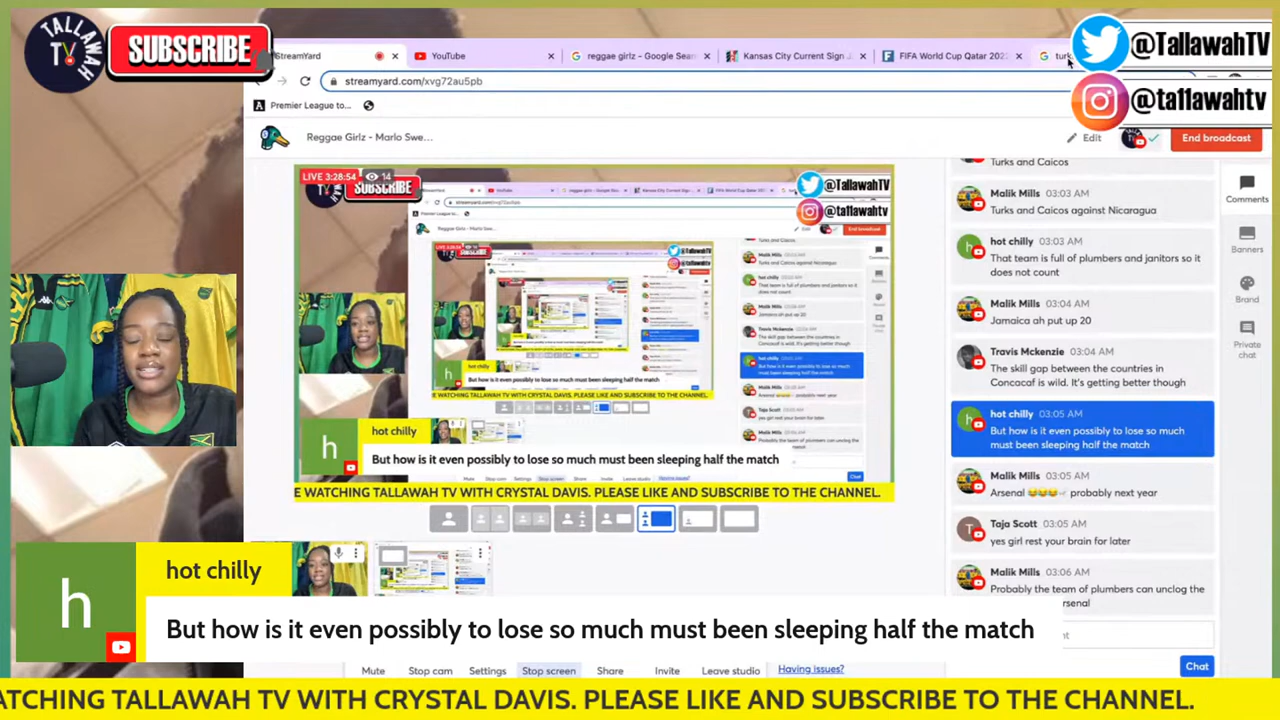 TALLAWAH
TV
SUBSCRIBE
@TallawahTV
@ta11awahtv
StreamYard
YouTube
reggae girlz - Google Sear
Kansas City Current Sign J
FIFA World Cup Qatar 202
turk
streamyard.com/xvg72au5pb
Premier League to...
Reggae Girlz - Marlo Swe...
Edit
End broadcast
LIVE 3:28:54
14
SUBSCRIBE
@TallawahTV
@ta11awahtv
hot chilly
h
But how is it even possibly to lose so much must been sleeping half the match
E WATCHING TALLAWAH TV WITH CRYSTAL DAVIS. PLEASE LIKE AND SUBSCRIBE TO THE CHANNEL.
Turks and Caicos
Malik Mills 03:03 AM
Turks and Caicos against Nicaragua
hot chilly 03:03 AM
That team is full of plumbers and janitors so it
does not count
Malik Mills 03:04 AM
Jamaica ah put up 20
Travis Mckenzie 03:04 AM
The skill gap between the countries in
Concacaf is wild. It's getting better though
hot chilly 03:05 AM
But how is it even possibly to lose so much
must been sleeping half the match
Malik Mills 03:05 AM
Arsenal 😂😂😂 probably next year
Taja Scott 03:05 AM
yes girl rest your brain for later
Malik Mills 03:06 AM
Probably the team of plumbers can unclog the
arsenal
Chat
Comments
Banners
Brand
Private
chat
Mute
Stop cam
Settings
Stop screen
Share
Invite
Leave studio
Having issues?
h
hot chilly
But how is it even possibly to lose so much must been sleeping half the match
ATCHING TALLAWAH TV WITH CRYSTAL DAVIS. PLEASE LIKE AND SUBSCRIBE TO THE CHANNEL.